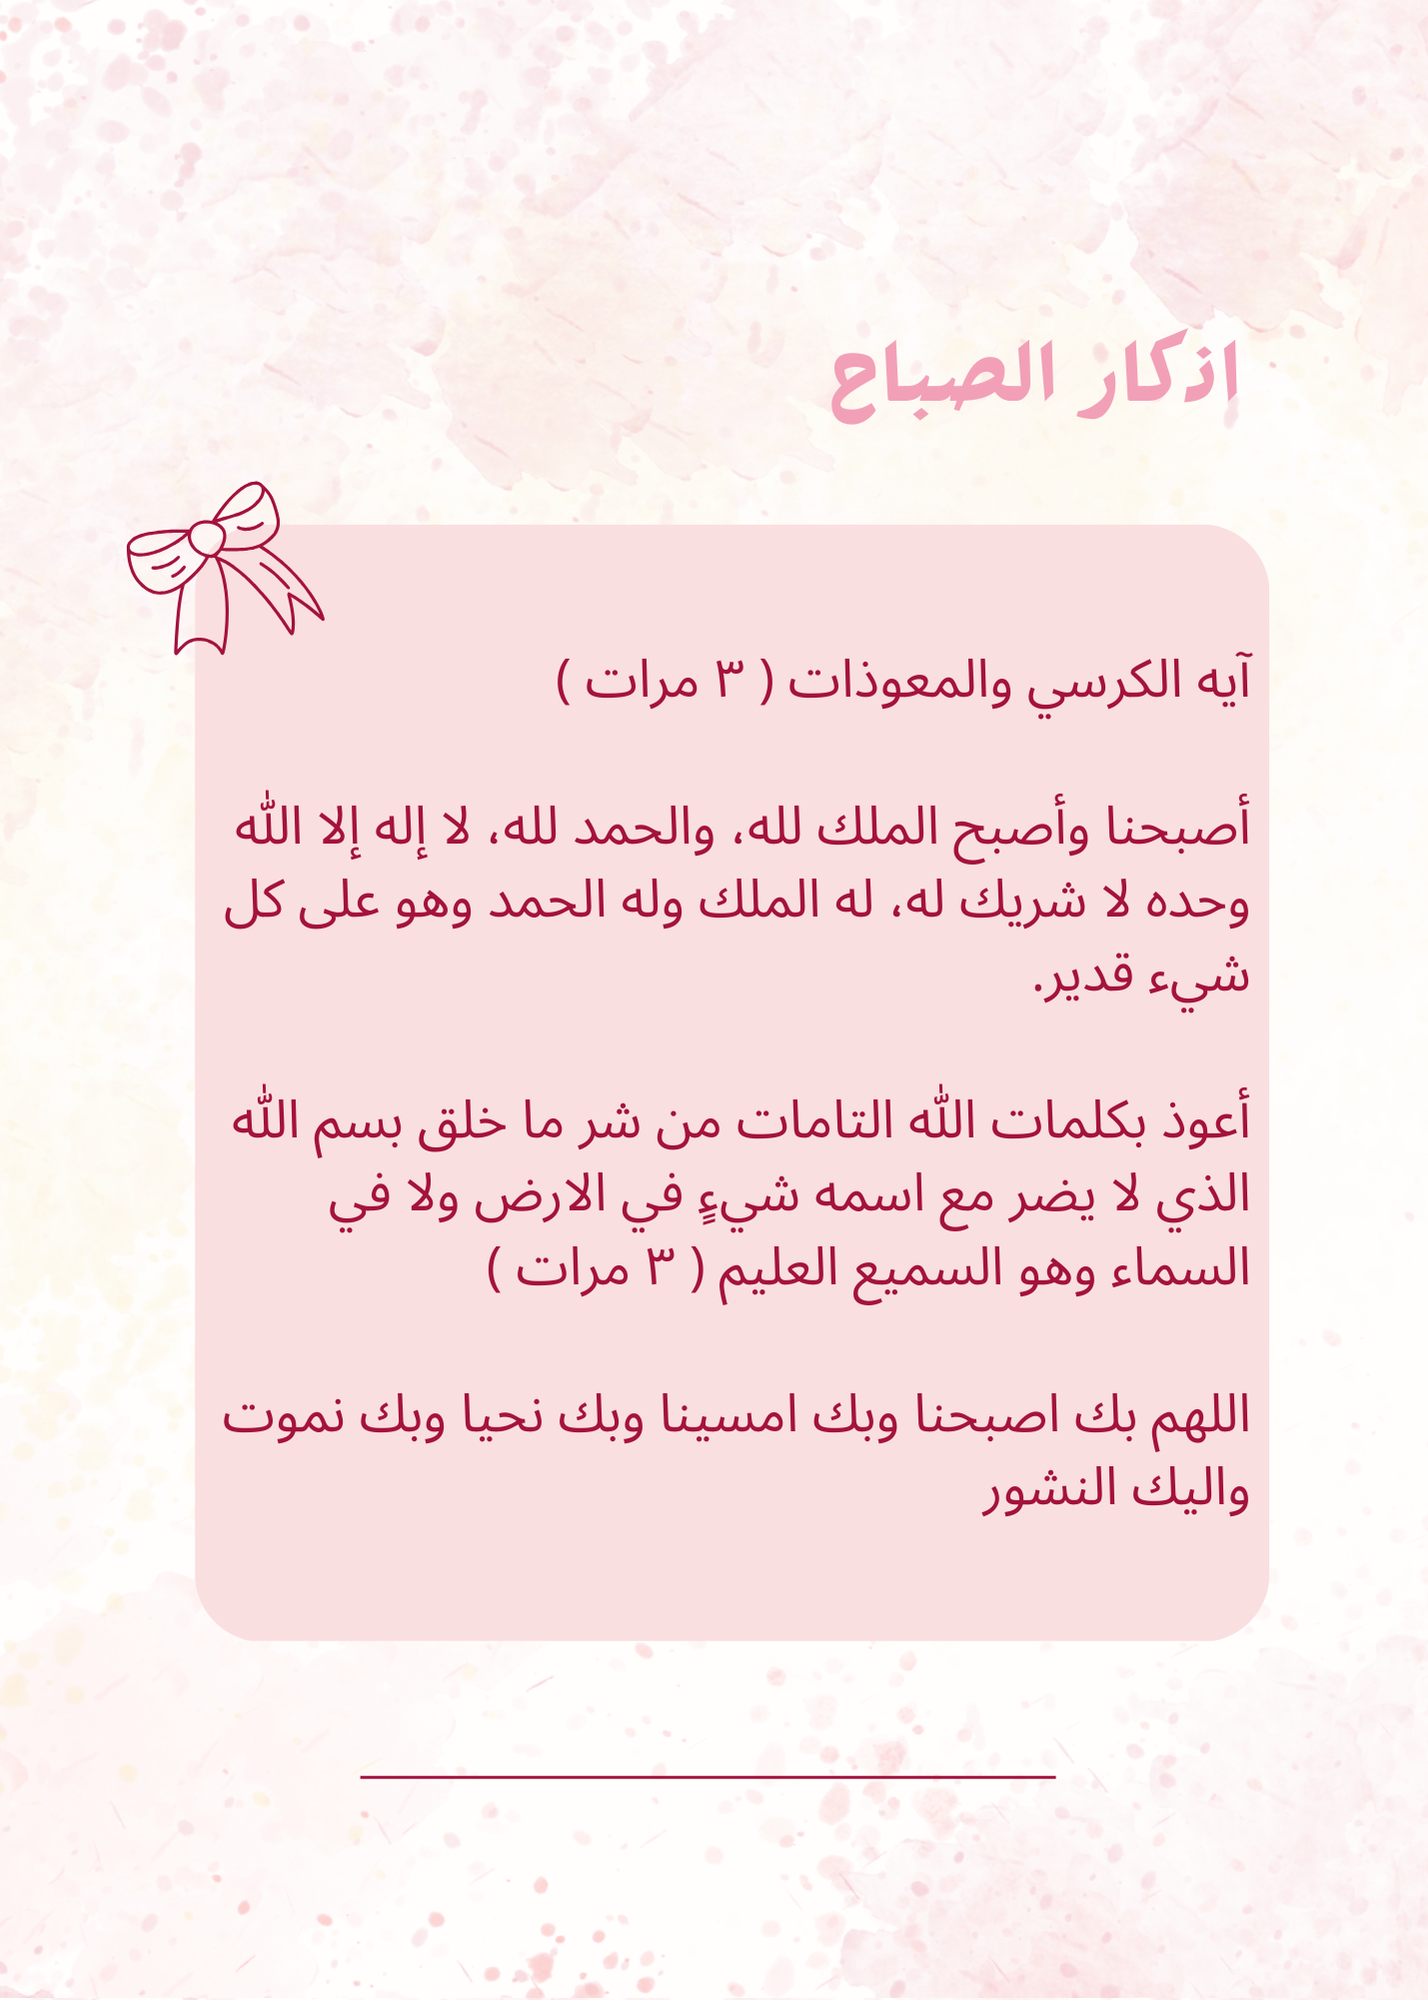 اذكار الصباح
آيه الكرسي والمعوذات ( ٣ مرات )
أصبحنا وأصبح الملك لله، والحمد لله، لا إله إلا الله
وحده لا شريك له، له الملك وله الحمد وهو على كل
شيء قدير.
أعوذ بكلمات الله التامات من شر ما خلق بسم الله
الذي لا يضر مع اسمه شيءٍ في الارض ولا في
السماء وهو السميع العليم ( ٣ مرات )
اللهم بك اصبحنا وبك امسينا وبك نحيا وبك نموت
واليك النشور